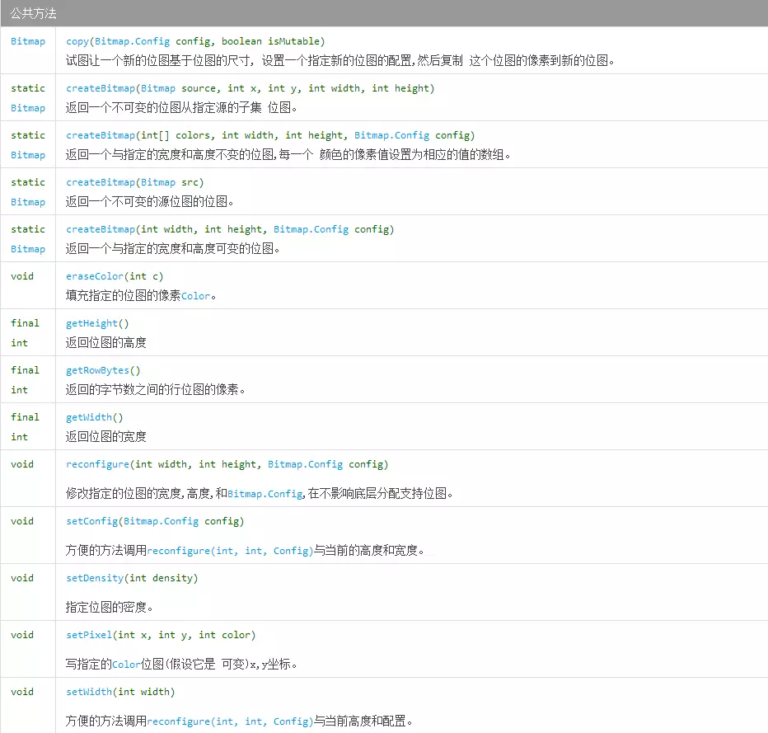 公共方法
Bitmap copy(Bitmap.Config config, boolean isMutable)
试图让一个新的位图基于位图的尺寸, 设置一个指定新的位图的配置,然后复制 这个位图的像素到新的位图。
static createBitmap(Bitmap source, int x, int y, int width, int height)
Bitmap 返回一个不可变的位图从指定源的子集 位图。
static createBitmap(int[] colors, int width, int height, Bitmap.Config config)
Bitmap 返回一个与指定的宽度和高度不变的位图,每一个 颜色的像素值设置为相应的值的数组。
static createBitmap(Bitmap src)
Bitmap 返回一个不可变的源位图的位图。
static createBitmap(int width, int height, Bitmap.Config config)
Bitmap 返回一个与指定的宽度和高度可变的位图。
void eraseColor(int c)
填充指定的位图的像素Color。
final getHeight()
int 返回位图的高度
final getRowBytes()
int 返回的字节数之间的行位图的像素。
final getWidth()
int 返回位图的宽度
void reconfigure(int width, int height, Bitmap.Config config)
修改指定的位图的宽度,高度,和Bitmap.Config,在不影响底层分配支持位图。
void setConfig(Bitmap.Config config)
方便的方法调用reconfigure(int, int, Config)与当前的高度和宽度。
void setDensity(int density)
指定位图的密度。
void setPixel(int x, int y, int color)
写指定的Color位图(假设它是 可变)x,y坐标。
void setWidth(int width)
方便的方法调用reconfigure(int, int, Config)与当前高度和配置。